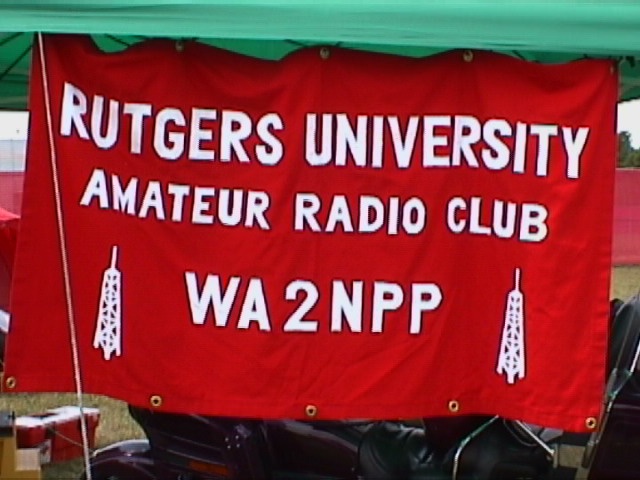 RUTGERS UNIVERSITY
AMATEUR RADIO CLUB
WA2NPP